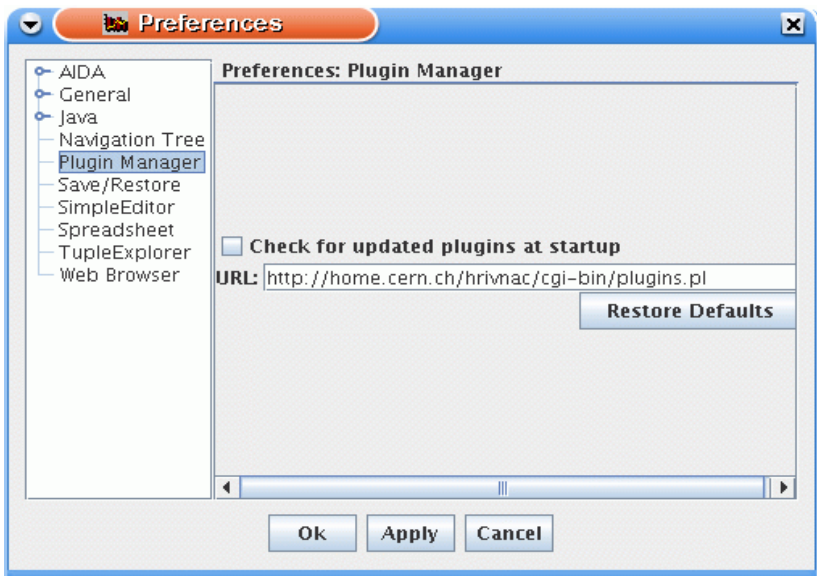 Preferences
AIDA
General
Java
Navigation Tree
Plugin Manager
Save/Restore
SimpleEditor
Spreadsheet
TupleExplorer
Web Browser
Preferences: Plugin Manager
Check for updated plugins at startup
URL: http://home.cern.ch/hrivnac/cgi-bin/plugins.pl
Restore Defaults
Ok Apply Cancel